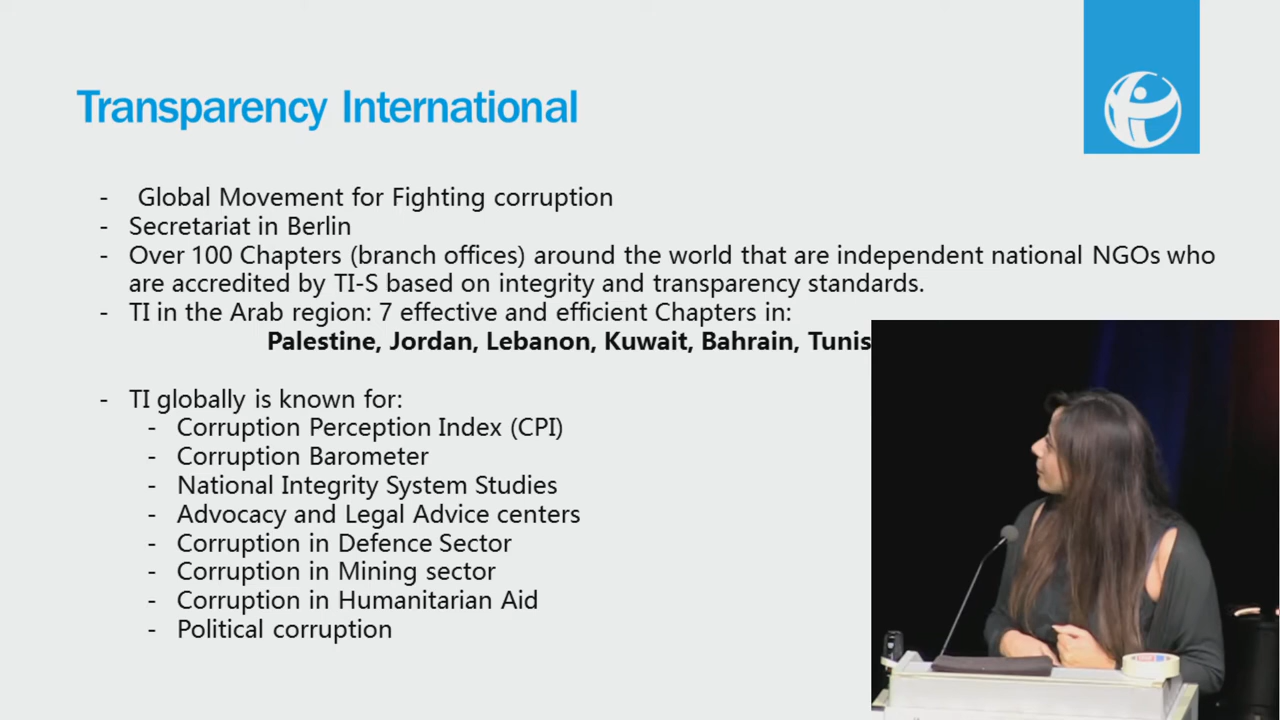 Transparency International
- Global Movement for Fighting corruption
- Secretariat in Berlin
- Over 100 Chapters (branch offices) around the world that are independent national NGOs who
are accredited by TI-S based on integrity and transparency standards.
- TI in the Arab region: 7 effective and efficient Chapters in:
Palestine, Jordan, Lebanon, Kuwait, Bahrain, Tunis
- TI globally is known for:
- Corruption Perception Index (CPI)
- Corruption Barometer
- National Integrity System Studies
- Advocacy and Legal Advice centers
- Corruption in Defence Sector
- Corruption in Mining sector
- Corruption in Humanitarian Aid
- Political corruption